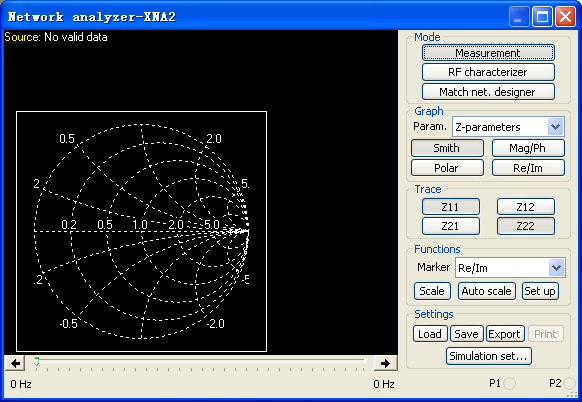 Network analyzer-XNA2
Source: No valid data
0.5
2.0
.2
5.
0.2 0.5 1.0 2.0 5.0
.2
-5
-0.5
-2.0
0 Hz
0 Hz
Mode
Measurement
RF characterizer
Match net. designer
Graph
Param. Z-parameters
Smith Mag/Ph
Polar Re/Im
Trace
Z11 Z12
Z21 Z22
Functions
Marker Re/Im
Scale Auto scale Set up
Settings
Load Save Export Print
Simulation set...
P1 P2